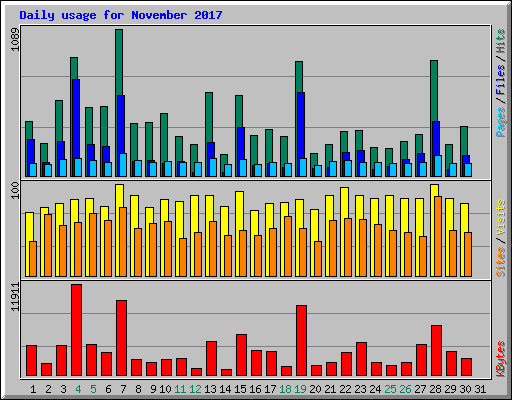 Daily usage for November 2017
1089
Pages / Files / Hits
100
Sites / Visits
11911
KBytes
1 2 3 4 5 6 7 8 9 10 11 12 13 14 15 16 17 18 19 20 21 22 23 24 25 26 27 28 29 30 31